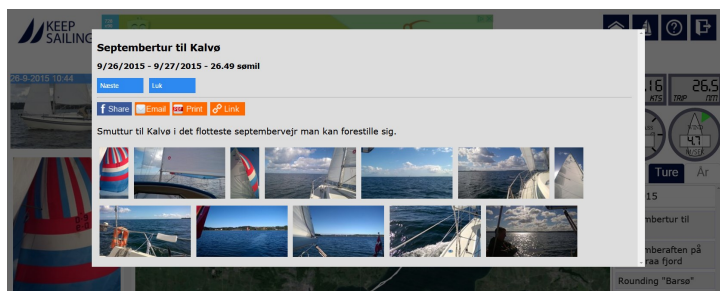 KEEP
SAILING
Septembertur til Kalvø
9/26/2015 - 9/27/2015 - 26.49 sømil
Næste
Luk
f Share
Email
Print
Link
Smuttur til Kalvø i det flotteste septembervejr man kan forestille sig.
26-9-2015 10:44
.16
KTS
26.5
TRIP
nm
4.7
M/SEC
Ture
År
15
mbertur til
mberaften på
raa fjord
Rounding "Barsø"